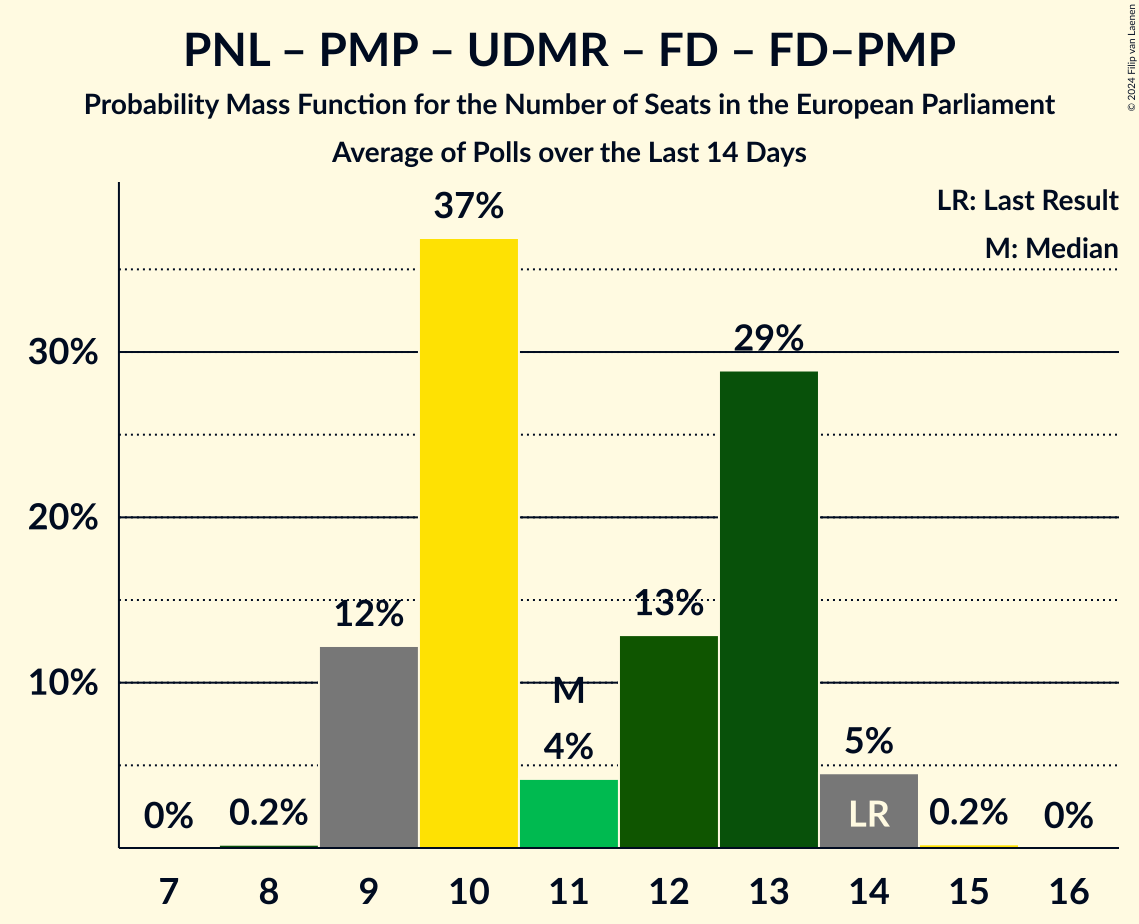 PNL – PMP – UDMR – FD – FD–PMP
Probability Mass Function for the Number of Seats in the European Parliament
Average of Polls over the Last 14 Days
© 2024 Filip van Laenen
LR: Last Result
M: Median
30%
20%
10%
0%
0.2%
12%
37%
M
4%
13%
29%
5%
LR
0.2%
0%
7 8 9 10 11 12 13 14 15 16